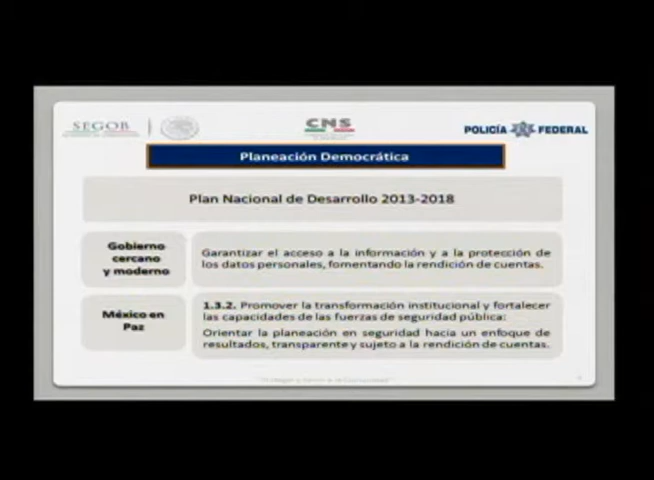 SEGOB
CNS
POLICÍA FEDERAL
Planeación Democrática
Plan Nacional de Desarrollo 2013-2018
Gobierno
cercano
y moderno
Garantizar el acceso a la información y a la protección de
los datos personales, fomentando la rendición de cuentas.
México en
Paz
1.3.2. Promover la transformación institucional y fortalecer
las capacidades de las fuerzas de seguridad pública:
Orientar la planeación en seguridad hacia un enfoque de
resultados, transparente y sujeto a la rendición de cuentas.